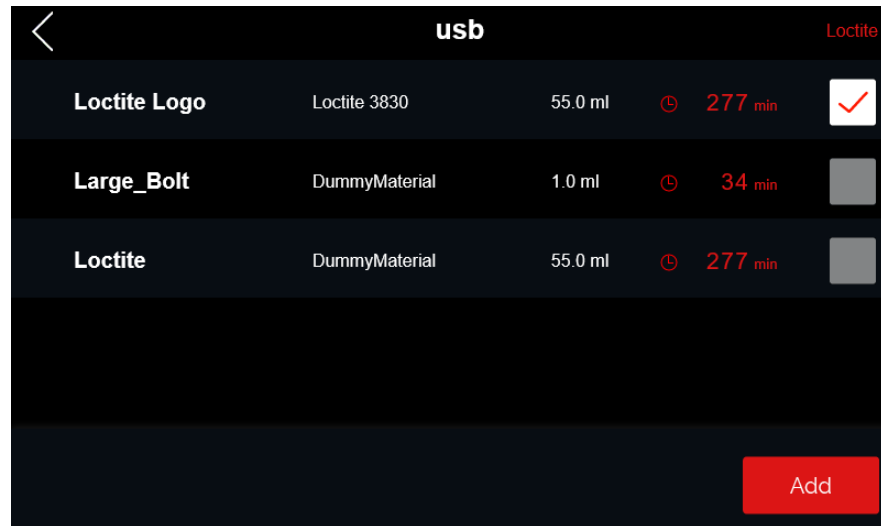 usb
Loctite
Loctite Logo Loctite 3830 55.0 ml 277 min
Large_Bolt DummyMaterial 1.0 ml 34 min
Loctite DummyMaterial 55.0 ml 277 min
Add